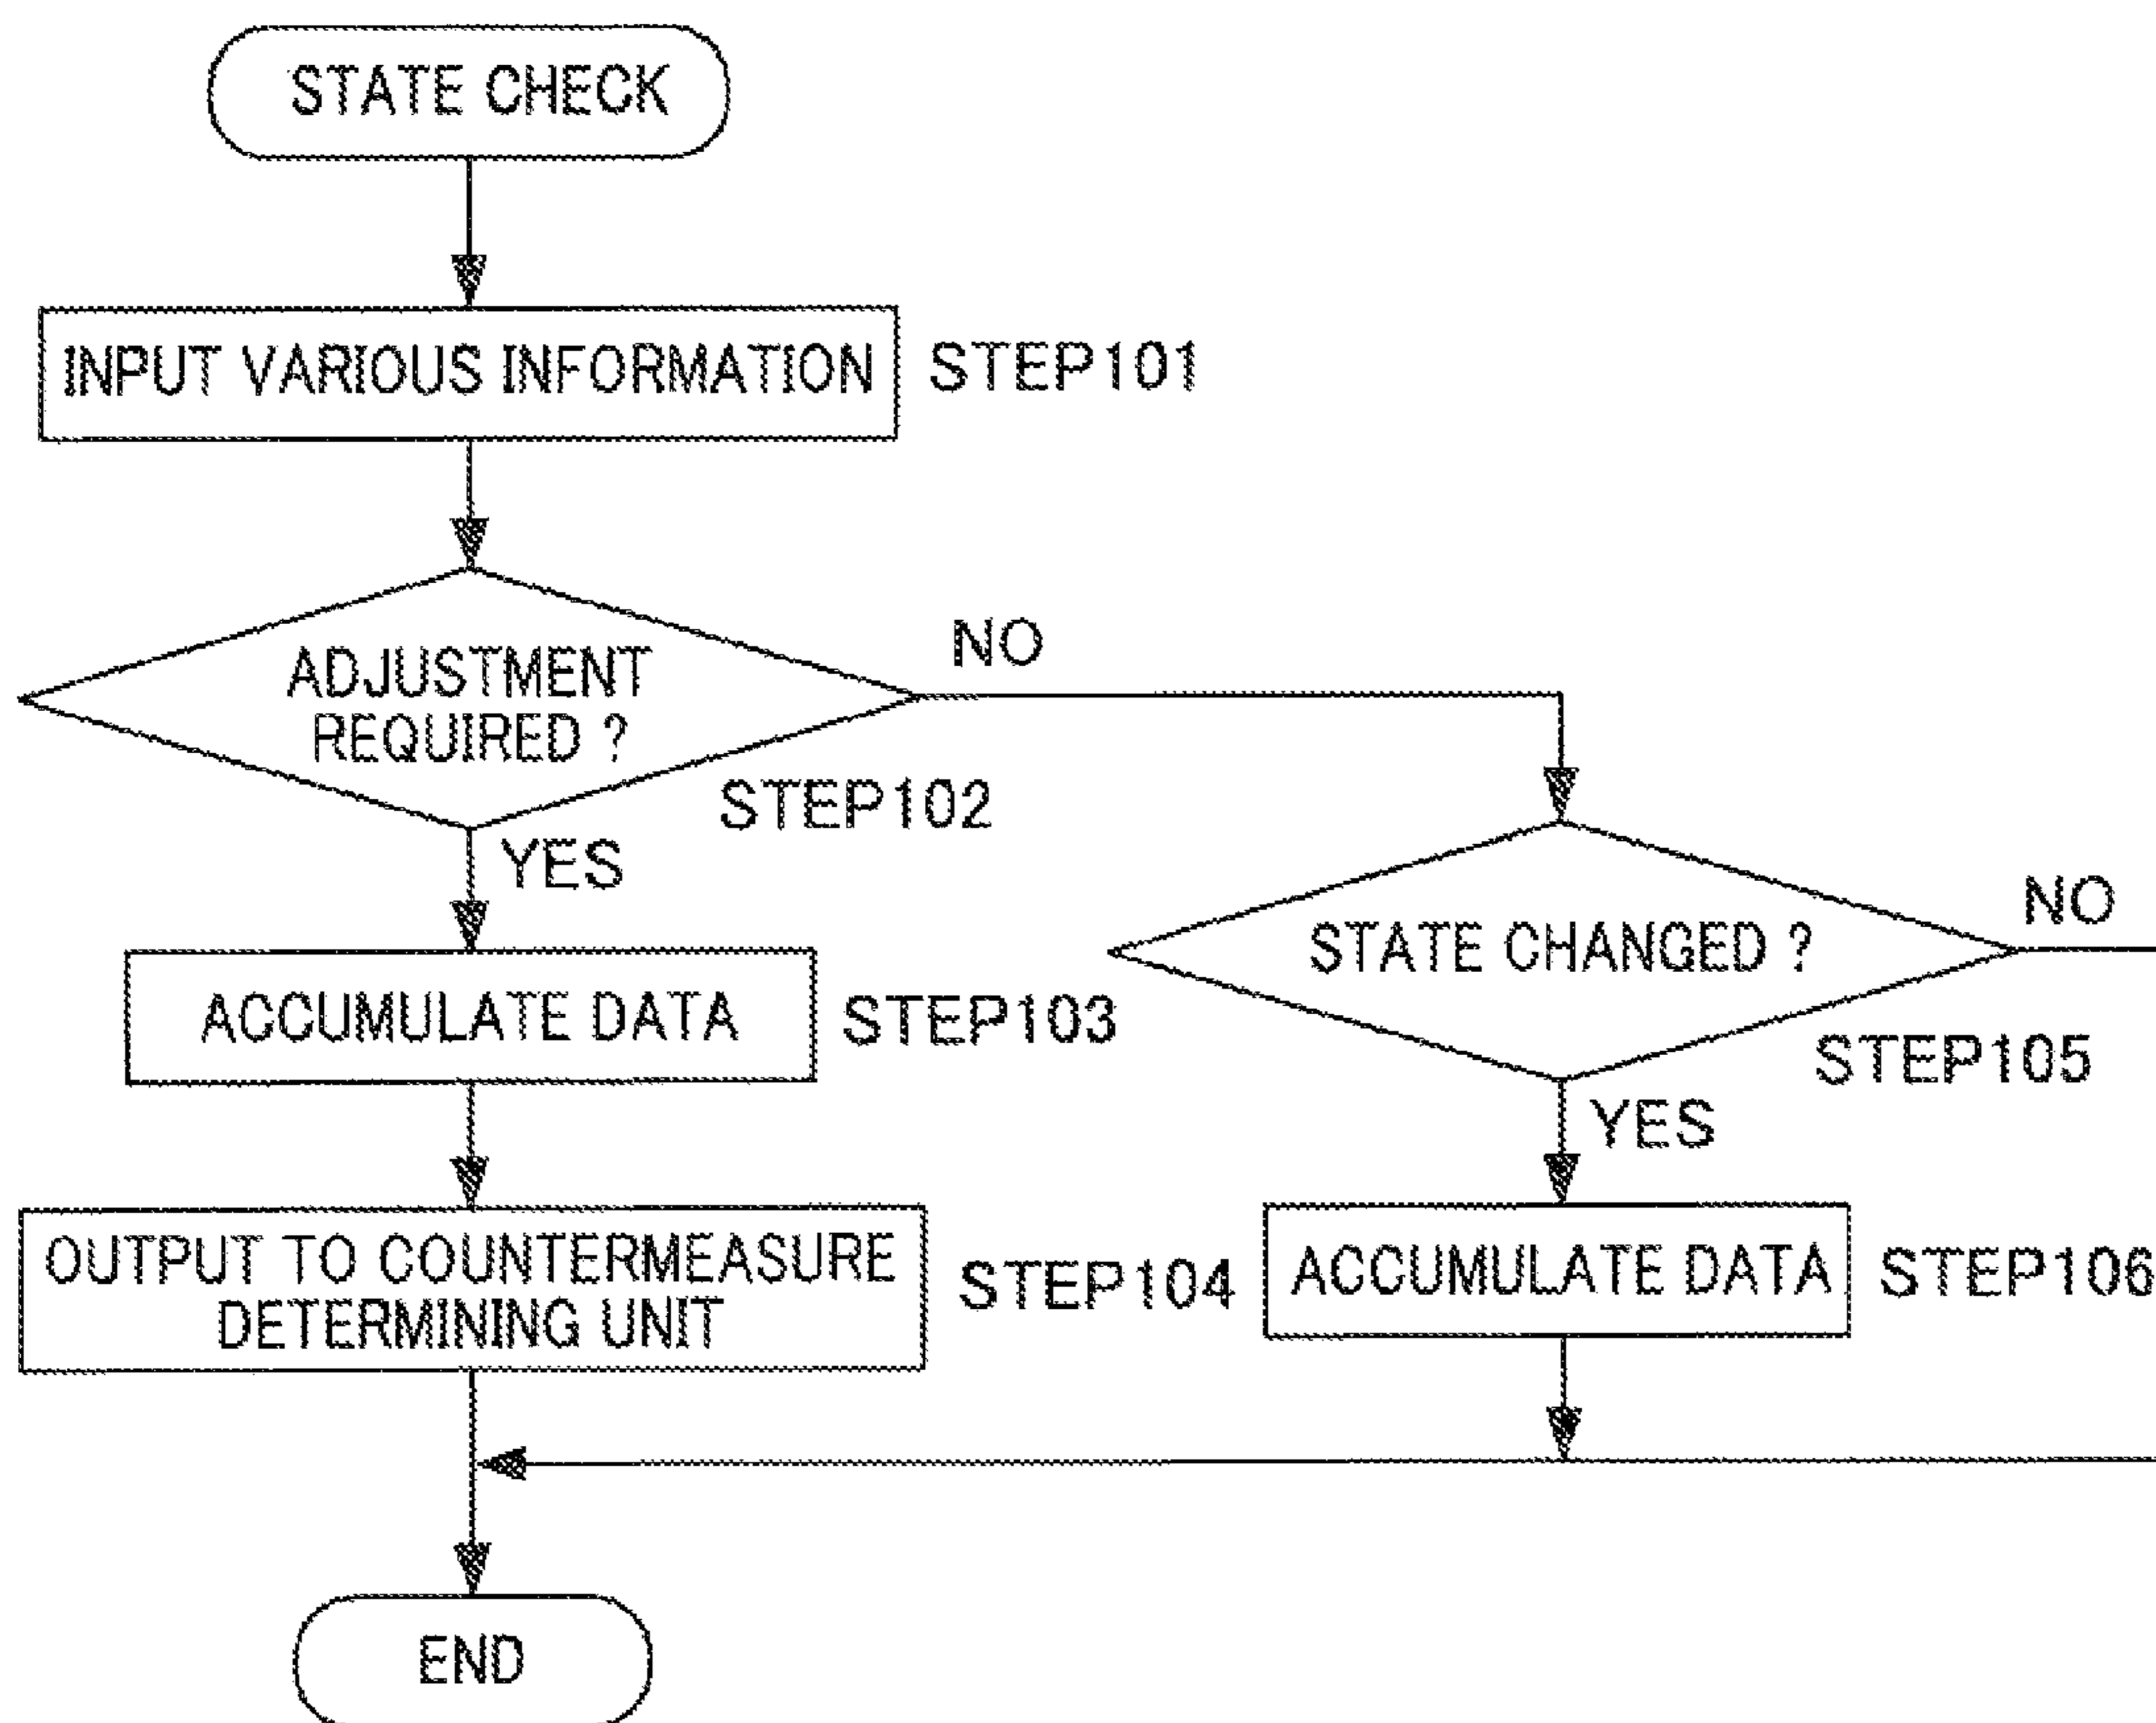 STATE CHECK
INPUT VARIOUS INFORMATION
STEP101
ADJUSTMENT
REQUIRED ?
NO
STEP102
YES
ACCUMULATE DATA
STEP103
OUTPUT TO COUNTERMEASURE
DETERMINING UNIT
STEP104
STATE CHANGED ?
NO
STEP105
YES
ACCUMULATE DATA
STEP106
END